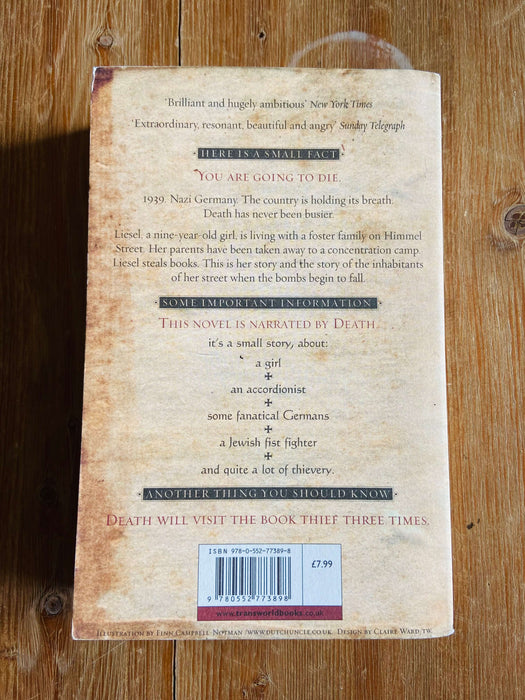 'Brilliant and hugely ambitious' New York Times
'Extraordinary, resonant, beautiful and angry' Sunday Telegraph
HERE IS A SMALL FACT
YOU ARE GOING TO DIE.
1939. Nazi Germany. The country is holding its breath.
Death has never been busier.
Liesel, a nine-year-old girl, is living with a foster family on Himmel
Street. Her parents have been taken away to a concentration camp.
Liesel steals books. This is her story and the story of the inhabitants
of her street when the bombs begin to fall.
SOME IMPORTANT INFORMATION
THIS NOVEL IS NARRATED BY DEATH. . .
it's a small story, about:
a girl
an accordionist
some fanatical Germans
a Jewish fist fighter
and quite a lot of thievery.
ANOTHER THING YOU SHOULD KNOW
DEATH WILL VISIT THE BOOK THIEF THREE TIMES.
ISBN 978-0-552-77389-8
£7.99
9 780552 773898
www.transworldbooks.co.uk
ILLUSTRATION BY FINN CAMPBELL NOTMAN /WWW.DUTCHUNCLE.CO.UK. DESIGN BY CLAIRE WARD/TW